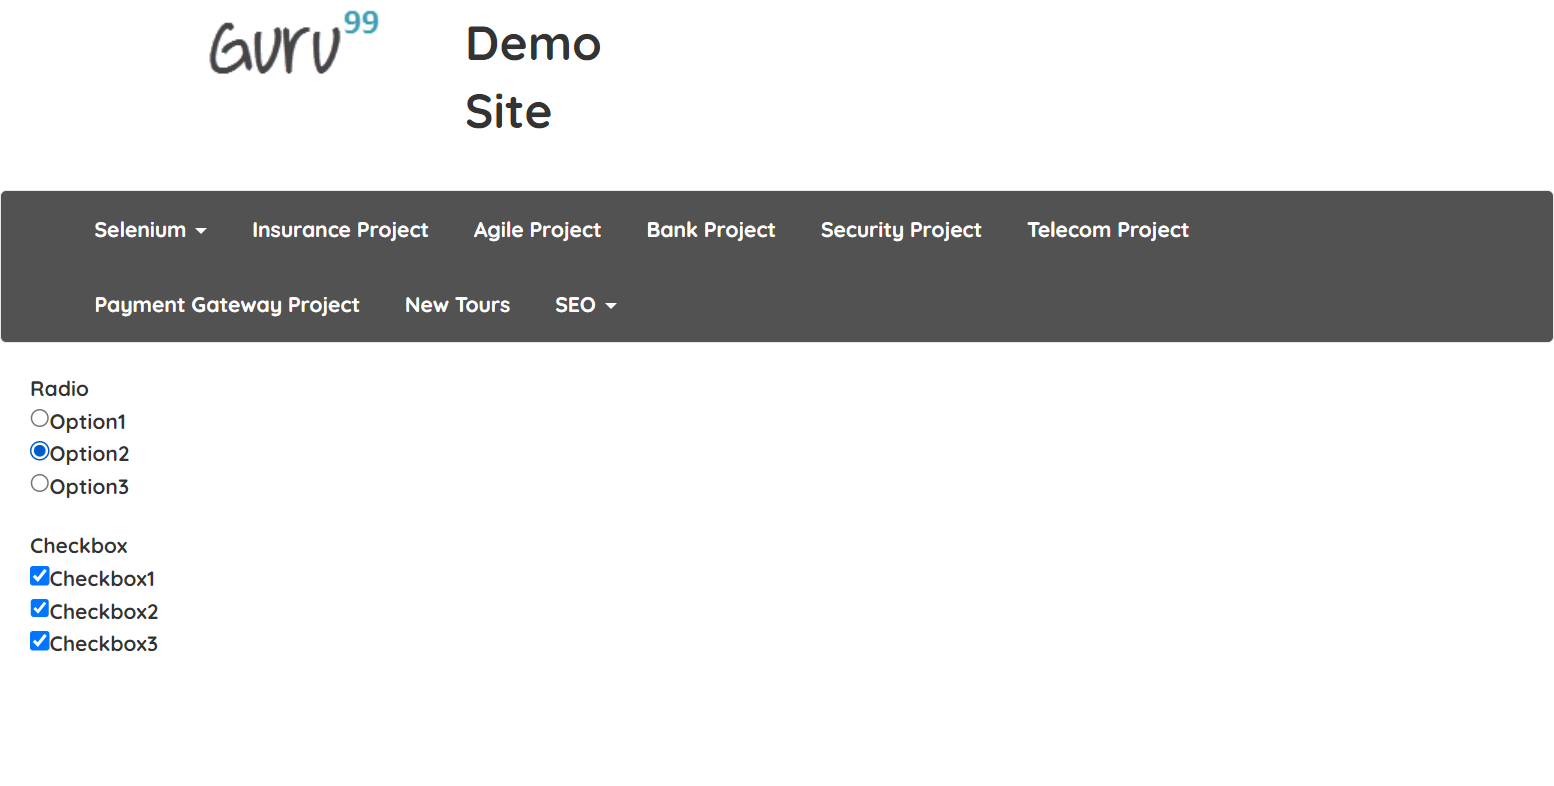 Guru99
Demo
Site
Selenium Insurance Project Agile Project Bank Project Security Project Telecom Project
Payment Gateway Project New Tours SEO
Radio
Option1
Option2
Option3
Checkbox
Checkbox1
Checkbox2
Checkbox3